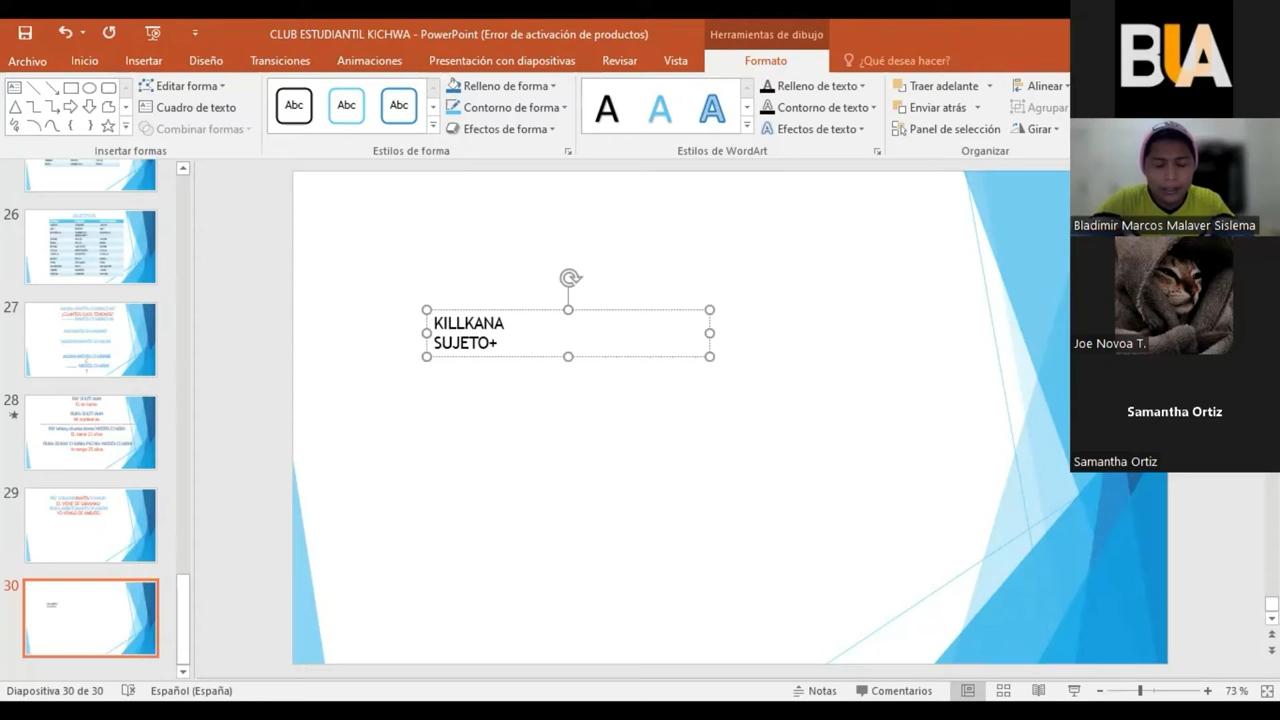 CLUB ESTUDIANTIL KICHWA - PowerPoint (Error de activación de productos)
Herramientas de dibujo
Archivo
Inicio
Insertar
Diseño
Transiciones
Animaciones
Presentación con diapositivas
Revisar
Vista
Formato
¿Qué desea hacer?
Editar forma
Cuadro de texto
Combinar formas
Insertar formas
Abc
Abc
Abc
Relleno de forma
Contorno de forma
Efectos de forma
Estilos de forma
A
A
A
Relleno de texto
Contorno de texto
Efectos de texto
Estilos de WordArt
Traer adelante
Enviar atrás
Panel de selección
Alinear
Agrupar
Girar
Organizar
BUA
Bladimir Marcos Malaver Sislema
Joe Novoa T.
Samantha Ortiz
Samantha Ortiz
26
27
28
29
30
KILLKANA
SUJETO+
Diapositiva 30 de 30
Español (España)
Notas
Comentarios
73 %